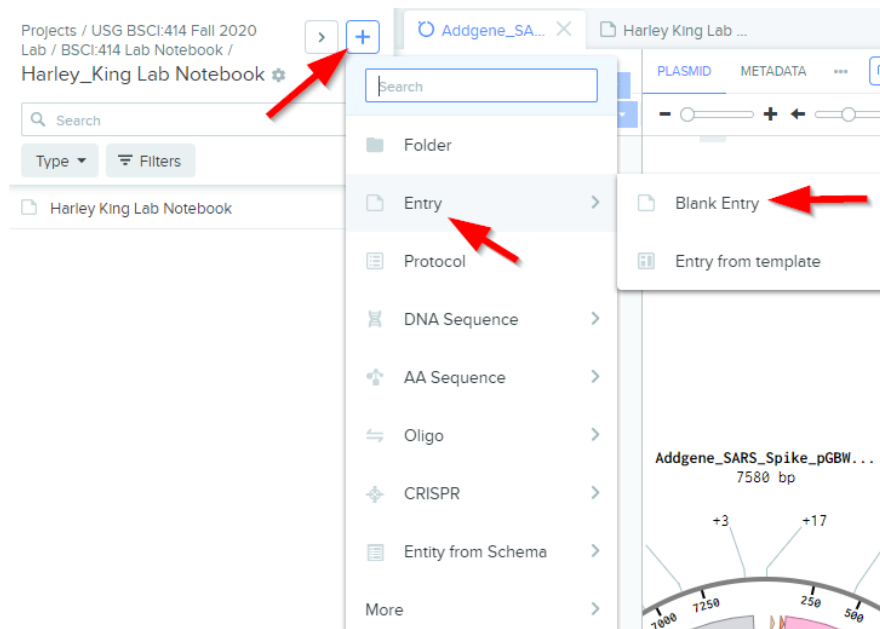 Projects / USG BSCI:414 Fall 2020
Lab / BSCI:414 Lab Notebook /
Harley_King Lab Notebook
Search
Type
Filters
Harley King Lab Notebook
Addgene_SA...
Harley King Lab ...
Search
Folder
Entry
Protocol
DNA Sequence
AA Sequence
Oligo
CRISPR
Entity from Schema
More
Blank Entry
Entry from template
PLASMID METADATA
Addgene_SARS_Spike_pGBW...
7580 bp
+3 +17
7000 7250 250 500